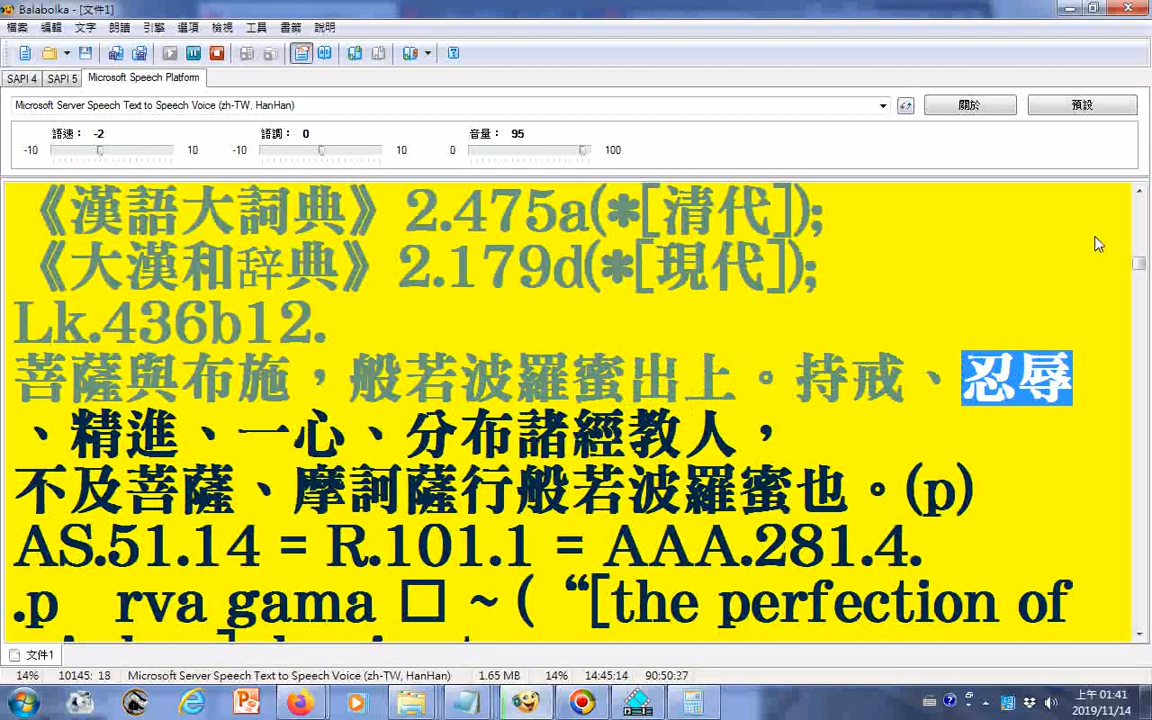 Balabolka - [文件1]
檔案 編輯 文字 朗讀 引擎 選項 檢視 工具 書籤 說明
SAPI 4 SAPI 5 Microsoft Speech Platform
Microsoft Server Speech Text to Speech Voice (zh-TW, HanHan) 關於 預設
語速： -2 語調： 0 音量： 95
-10 10 -10 10 0 100
《漢語大詞典》 2.475a(*[清代]);
《大漢和辞典》 2.179d(*[現代]);
Lk.436b12.
菩薩與布施，般若波羅蜜出上。持戒、忍辱
、精進、一心、分布諸經教人，
不及菩薩、摩訶薩行般若波羅蜜也。(p)
AS.51.14 = R.101.1 = AAA.281.4.
.p rva gama □ ~ ( “[the perfection of
文件1
14% 10145: 18 Microsoft Server Speech Text to Speech Voice (zh-TW, HanHan) 1.65 MB 14% 14:45:14 90:50:37
上午 01:41
2019/11/14